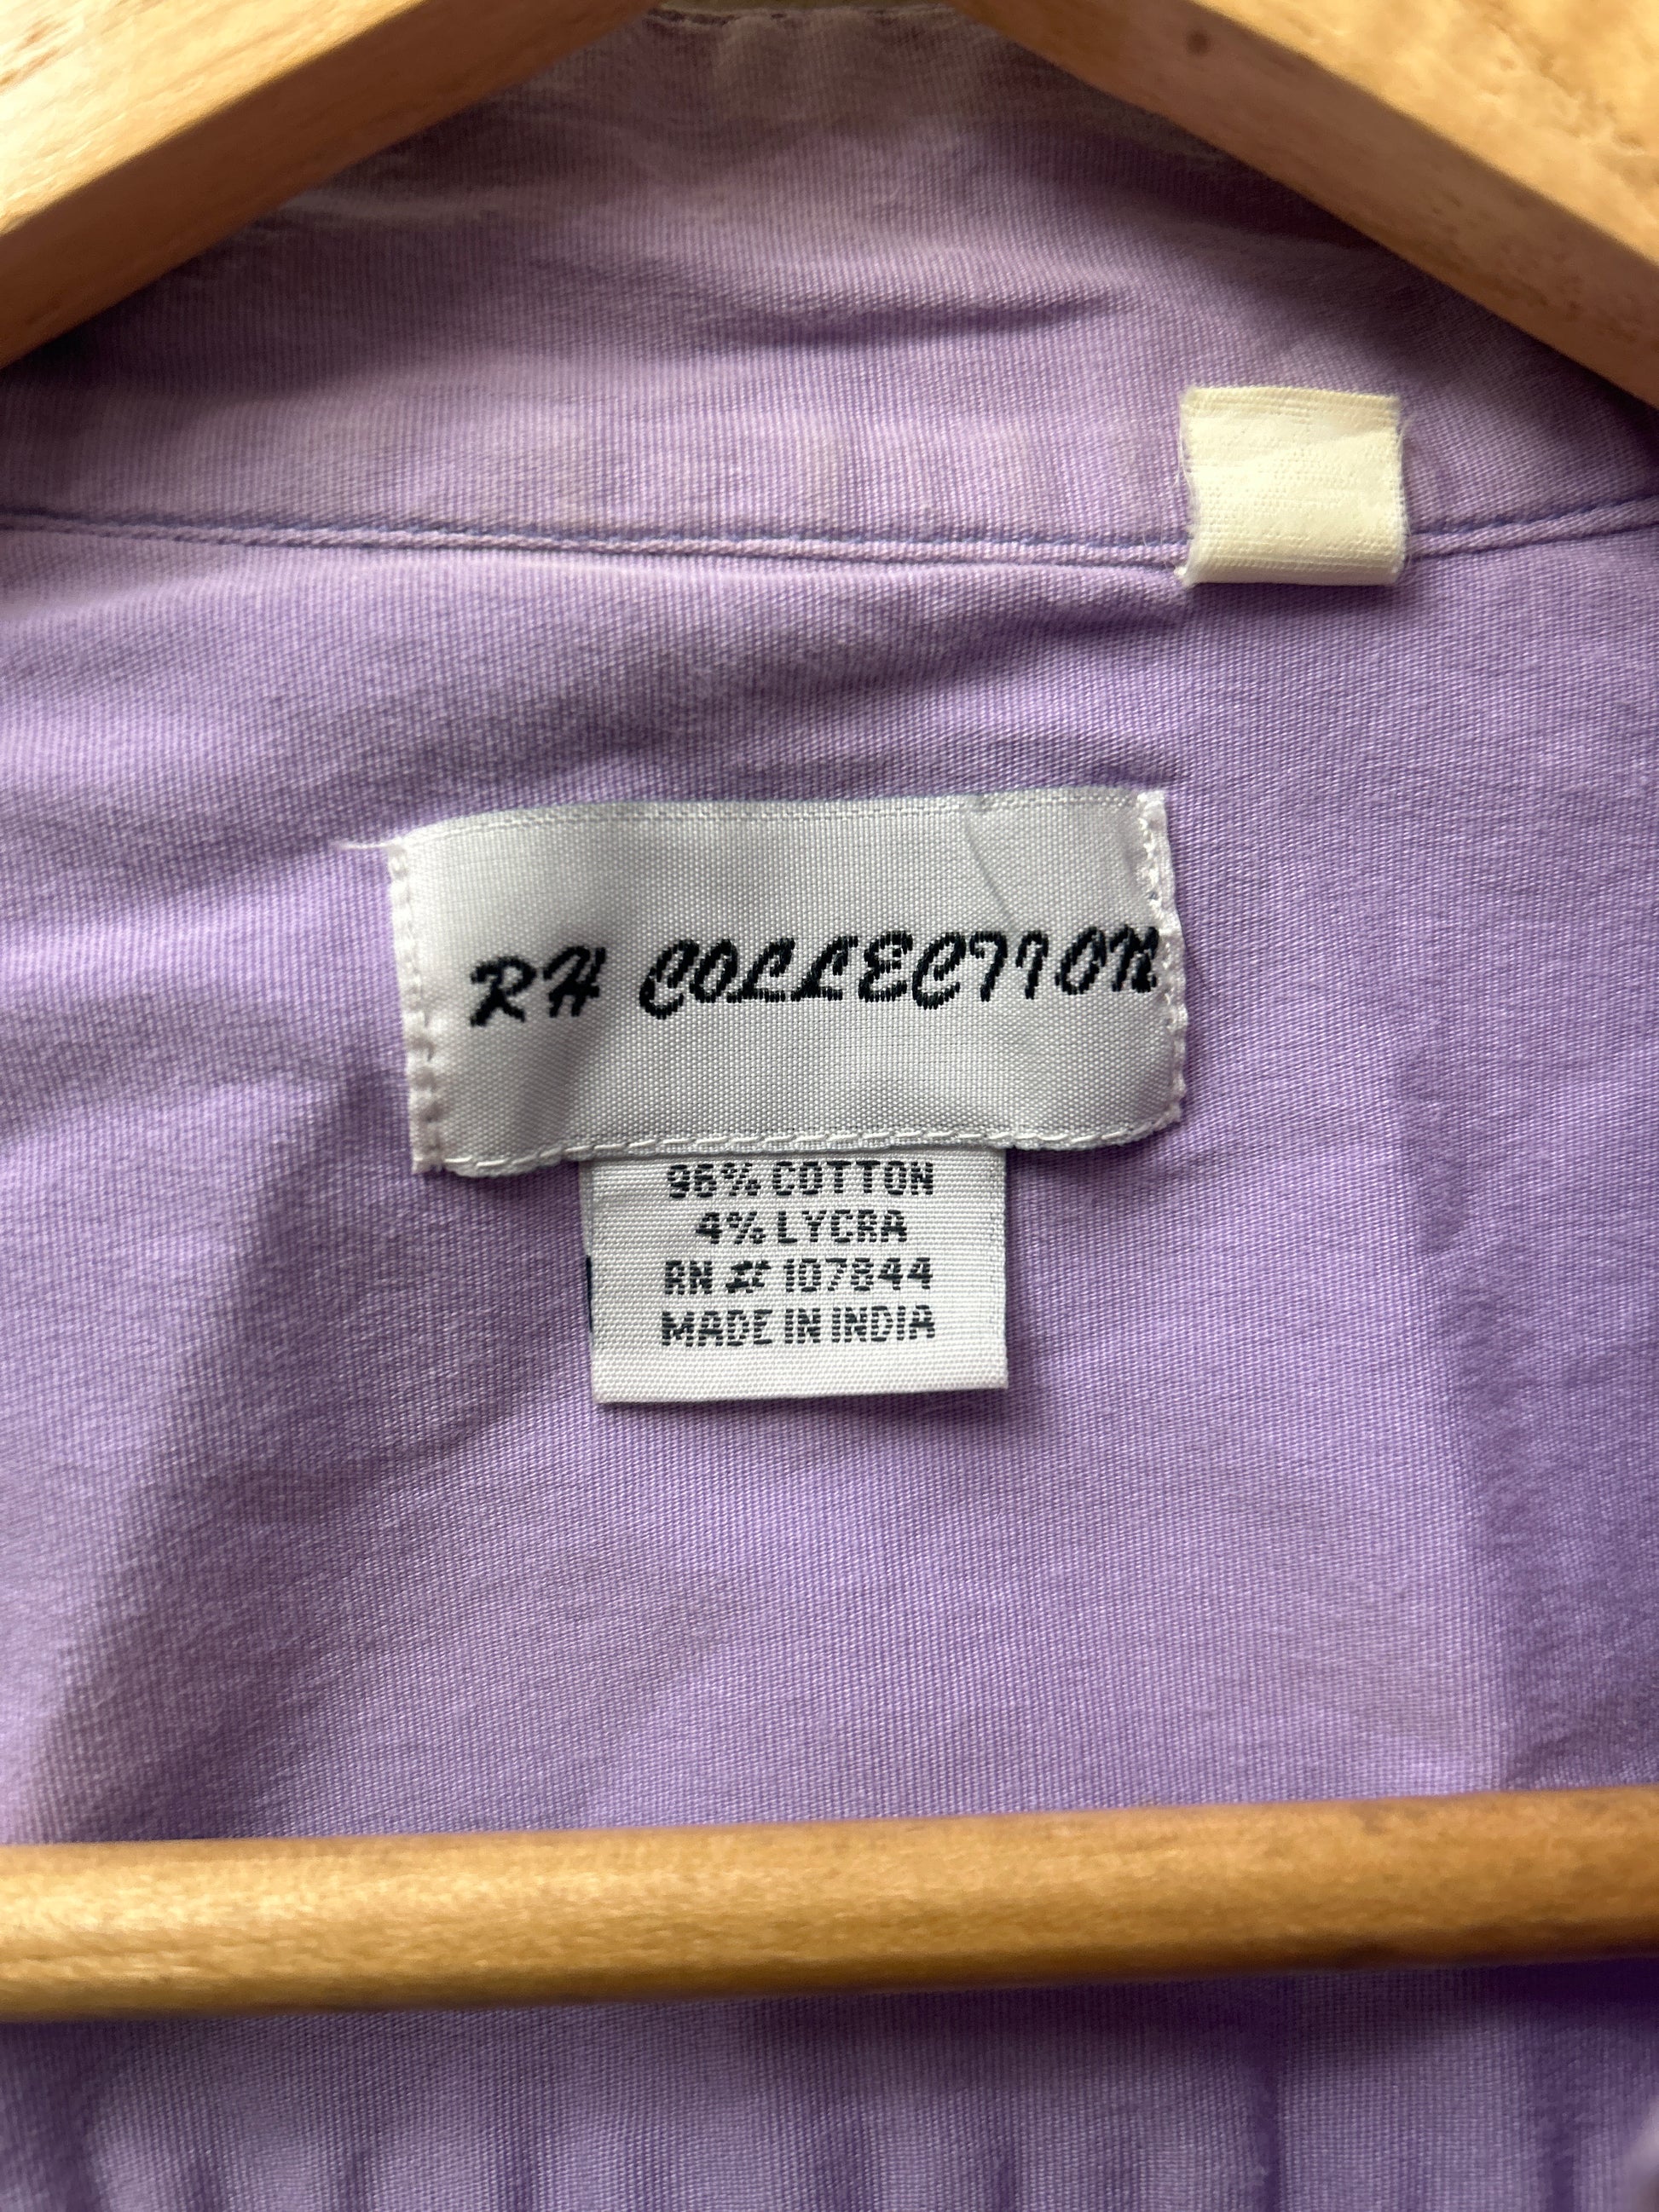 RH COLLECTION
96% COTTON
4% LYCRA
RN # 107844
MADE IN INDIA